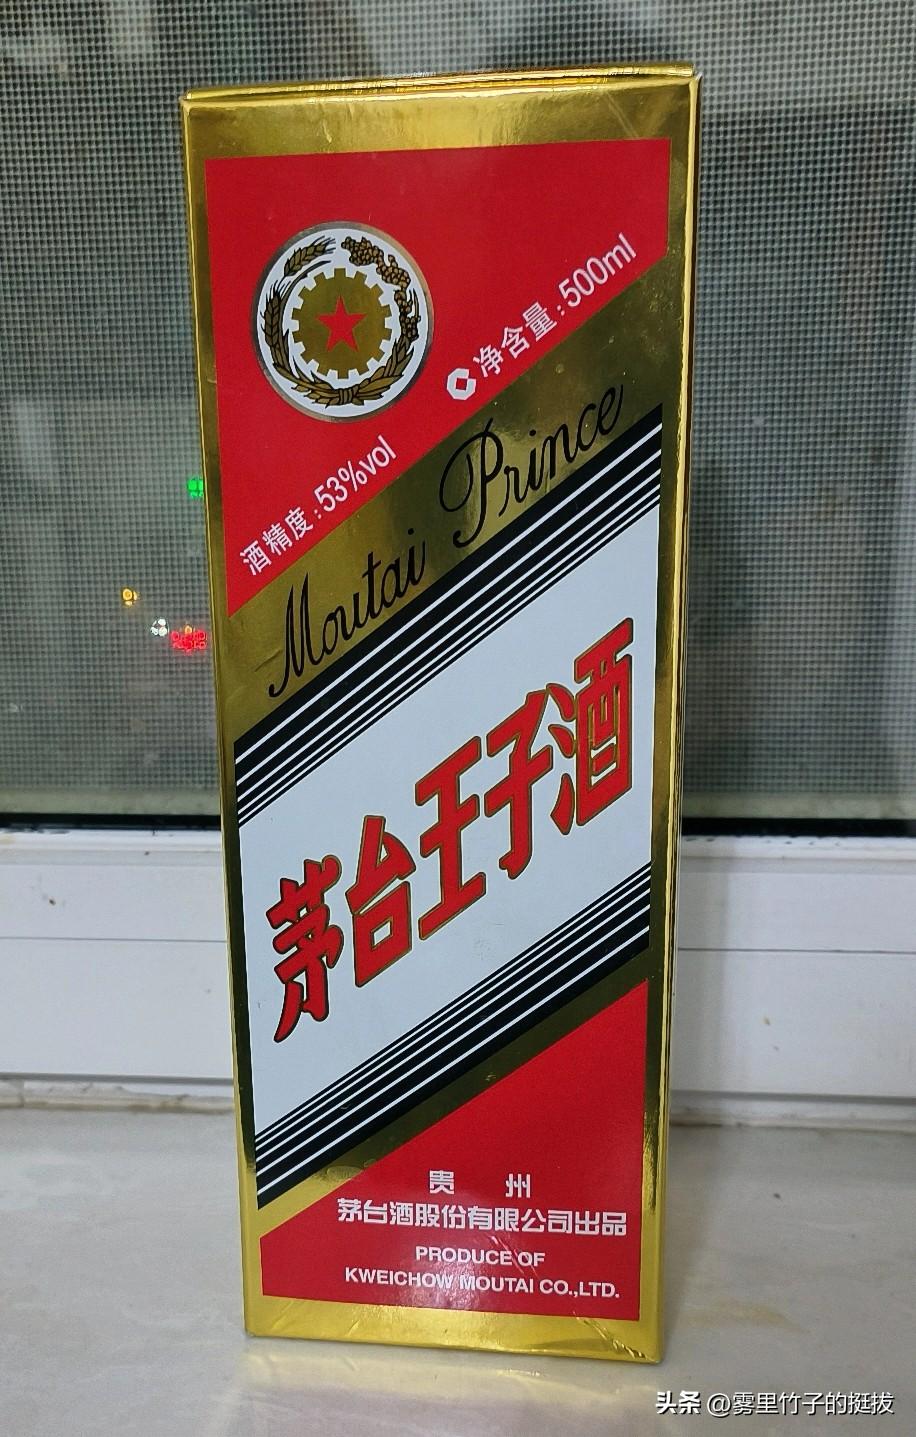 净含量:500ml
酒精度:53%vol
Moutai Prince
茅台王子酒
贵 州
茅台酒股份有限公司出品
PRODUCE OF
KWEICHOW MOUTAI CO.,LTD.
头条 @雾里竹子的挺拔